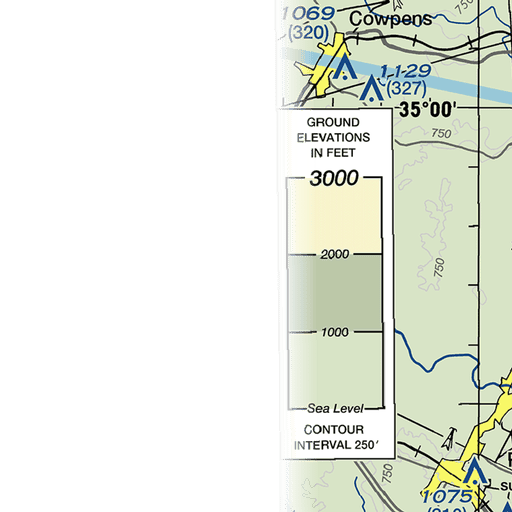 1069
(320)
Cowpens
1129
(327)
35°00'
750
750
GROUND
ELEVATIONS
IN FEET
3000
2000
1000
Sea Level
CONTOUR
INTERVAL 250'
750
750
1075